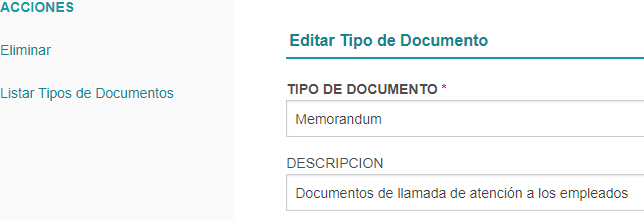 ACCIONES
Eliminar
Listar Tipos de Documentos
Editar Tipo de Documento
TIPO DE DOCUMENTO *
Memorandum
DESCRIPCION
Documentos de llamada de atención a los empleados